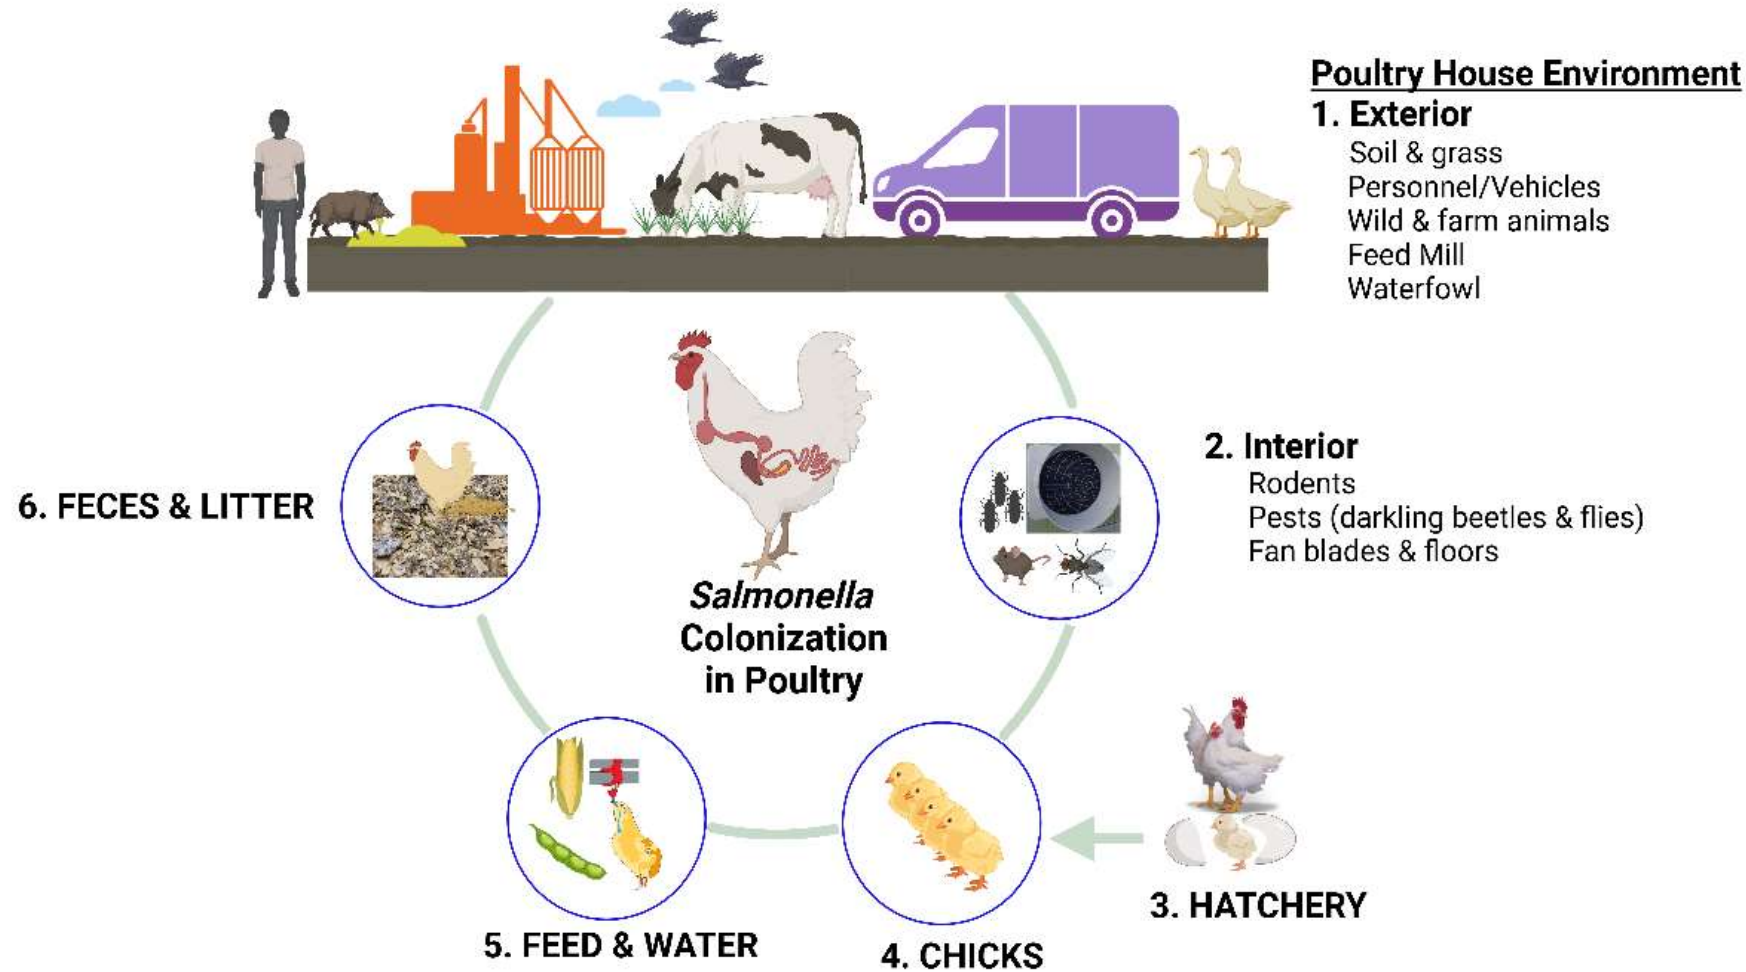 Poultry House Environment
1. Exterior
Soil & grass
Personnel/Vehicles
Wild & farm animals
Feed Mill
Waterfowl
2. Interior
Rodents
Pests (darkling beetles & flies)
Fan blades & floors
6. FECES & LITTER
Salmonella
Colonization
in Poultry
3. HATCHERY
5. FEED & WATER
4. CHICKS